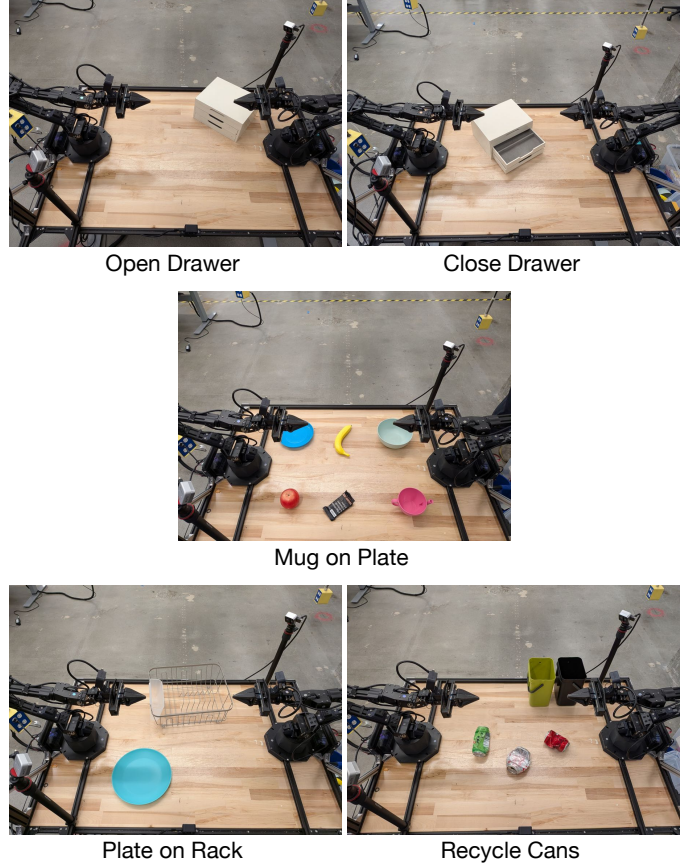 Open Drawer
Close Drawer
Mug on Plate
Plate on Rack
Recycle Cans